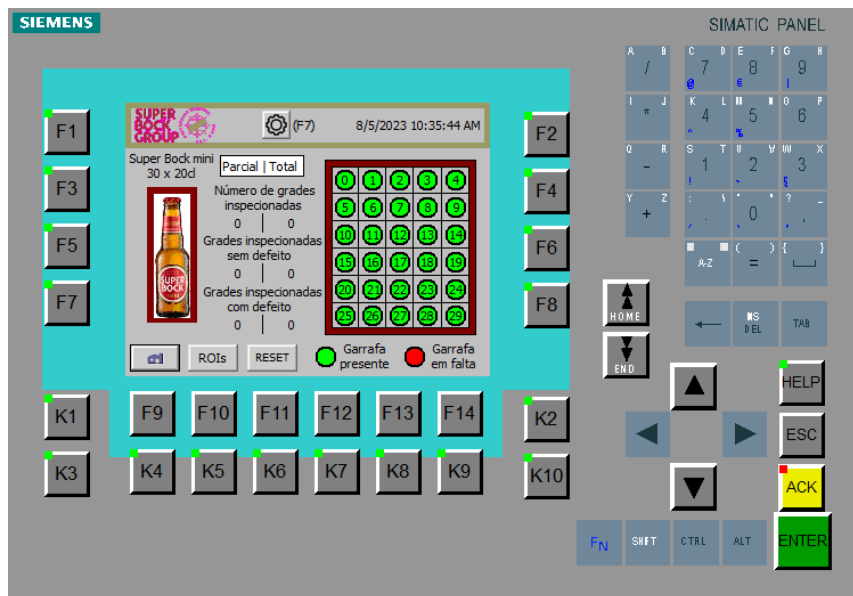 SIEMENS
SIMATIC PANEL
SUPER
BOCK
GROUP
(F7)
8/5/2023 10:35:44 AM
Super Bock mini
30 x 20cl
Parcial | Total
Número de grades
inspecionadas
0 | 0
Grades inspecionadas
sem defeito
0 | 0
Grades inspecionadas
com defeito
0 | 0
SUPER
BOCK
0 1 2 3 4
5 6 7 8 9
10 11 12 13 14
15 16 17 18 19
20 21 22 23 24
25 26 27 28 29
ROIs
RESET
Garrafa
presente
Garrafa
em falta
F1
F3
F5
F7
F2
F4
F6
F8
K1
F9 F10 F11 F12 F13 F14
K2
K3
K4 K5 K6 K7 K8 K9
K10
A B
/
C D
7
@
E F
8
€
G H
9
|
I J
*
K L
4
^
M N
5
%
O P
6
Q R
-
S T
1
!
U V
2
W X
3
§
Y Z
+
.
0
? _
,
A-Z
( )
=
{ }
HOME
END
INS
DEL
TAB
HELP
ESC
ACK
ENTER
FN
SHIFT
CTRL
ALT